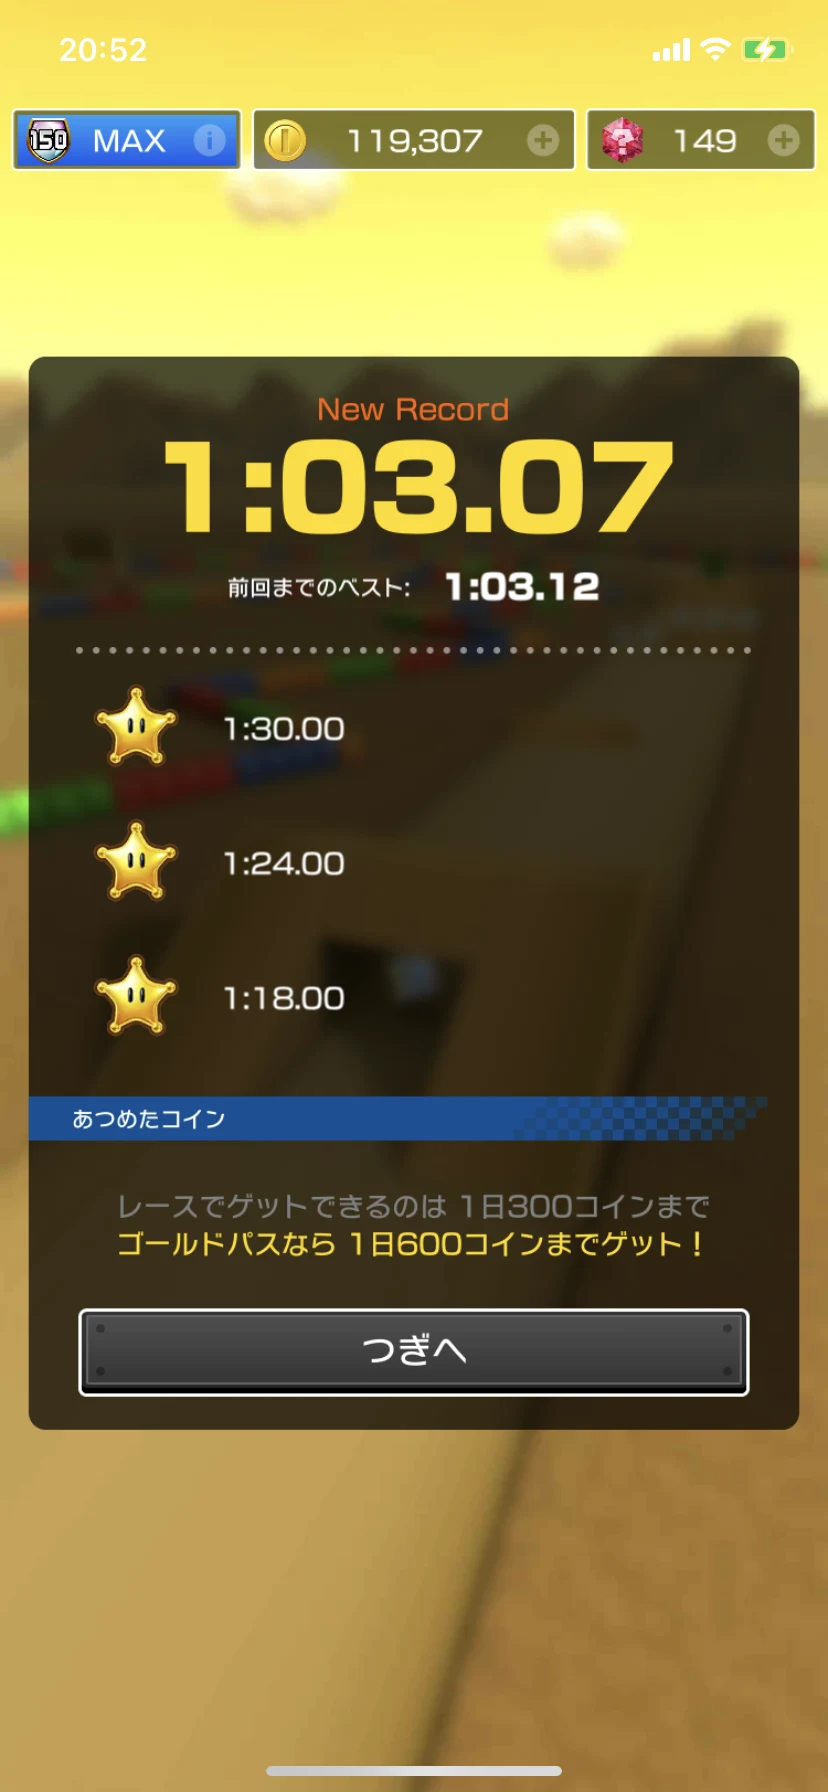 20:52
150 MAX i 119,307 + ? 149 +
New Record
1:03.07
前回までのベスト: 1:03.12
1:30.00
1:24.00
1:18.00
あつめたコイン
レースでゲットできるのは 1日300コインまで
ゴールドパスなら 1日600コインまでゲット！
つぎへ